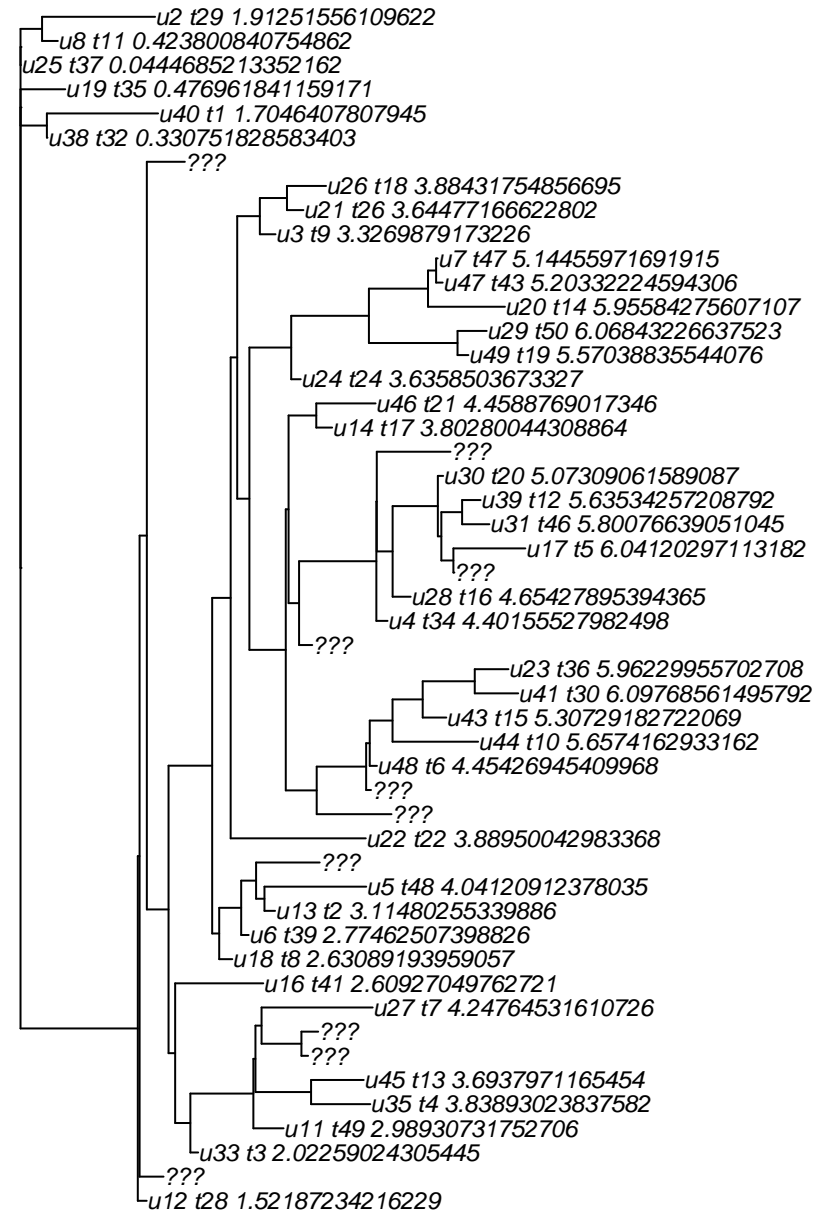 u2 t29 1.91251556109622
u8 t11 0.423800840754862
u25 t37 0.0444685213352162
u19 t35 0.476961841159171
u40 t1 1.7046407807945
u38 t32 0.330751828583403
???
u26 t18 3.88431754856695
u21 t26 3.64477166622802
u3 t9 3.3269879173226
u7 t47 5.14455971691915
u47 t43 5.20332224594306
u20 t14 5.95584275607107
u29 t50 6.06843226637523
u49 t19 5.57038835544076
u24 t24 3.6358503673327
u46 t21 4.4588769017346
u14 t17 3.80280044308864
???
u30 t20 5.07309061589087
u39 t12 5.63534257208792
u31 t46 5.80076639051045
u17 t5 6.04120297113182
???
u28 t16 4.65427895394365
u4 t34 4.40155527982498
???
u23 t36 5.96229955702708
u41 t30 6.09768561495792
u43 t15 5.30729182722069
u44 t10 5.6574162933162
u48 t6 4.45426945409968
???
???
u22 t22 3.88950042983368
???
u5 t48 4.04120912378035
u13 t2 3.11480255339886
u6 t39 2.77462507398826
u18 t8 2.63089193959057
u16 t41 2.60927049762721
u27 t7 4.24764531610726
???
???
u45 t13 3.6937971165454
u35 t4 3.83893023837582
u11 t49 2.98930731752706
u33 t3 2.02259024305445
???
u12 t28 1.52187234216229